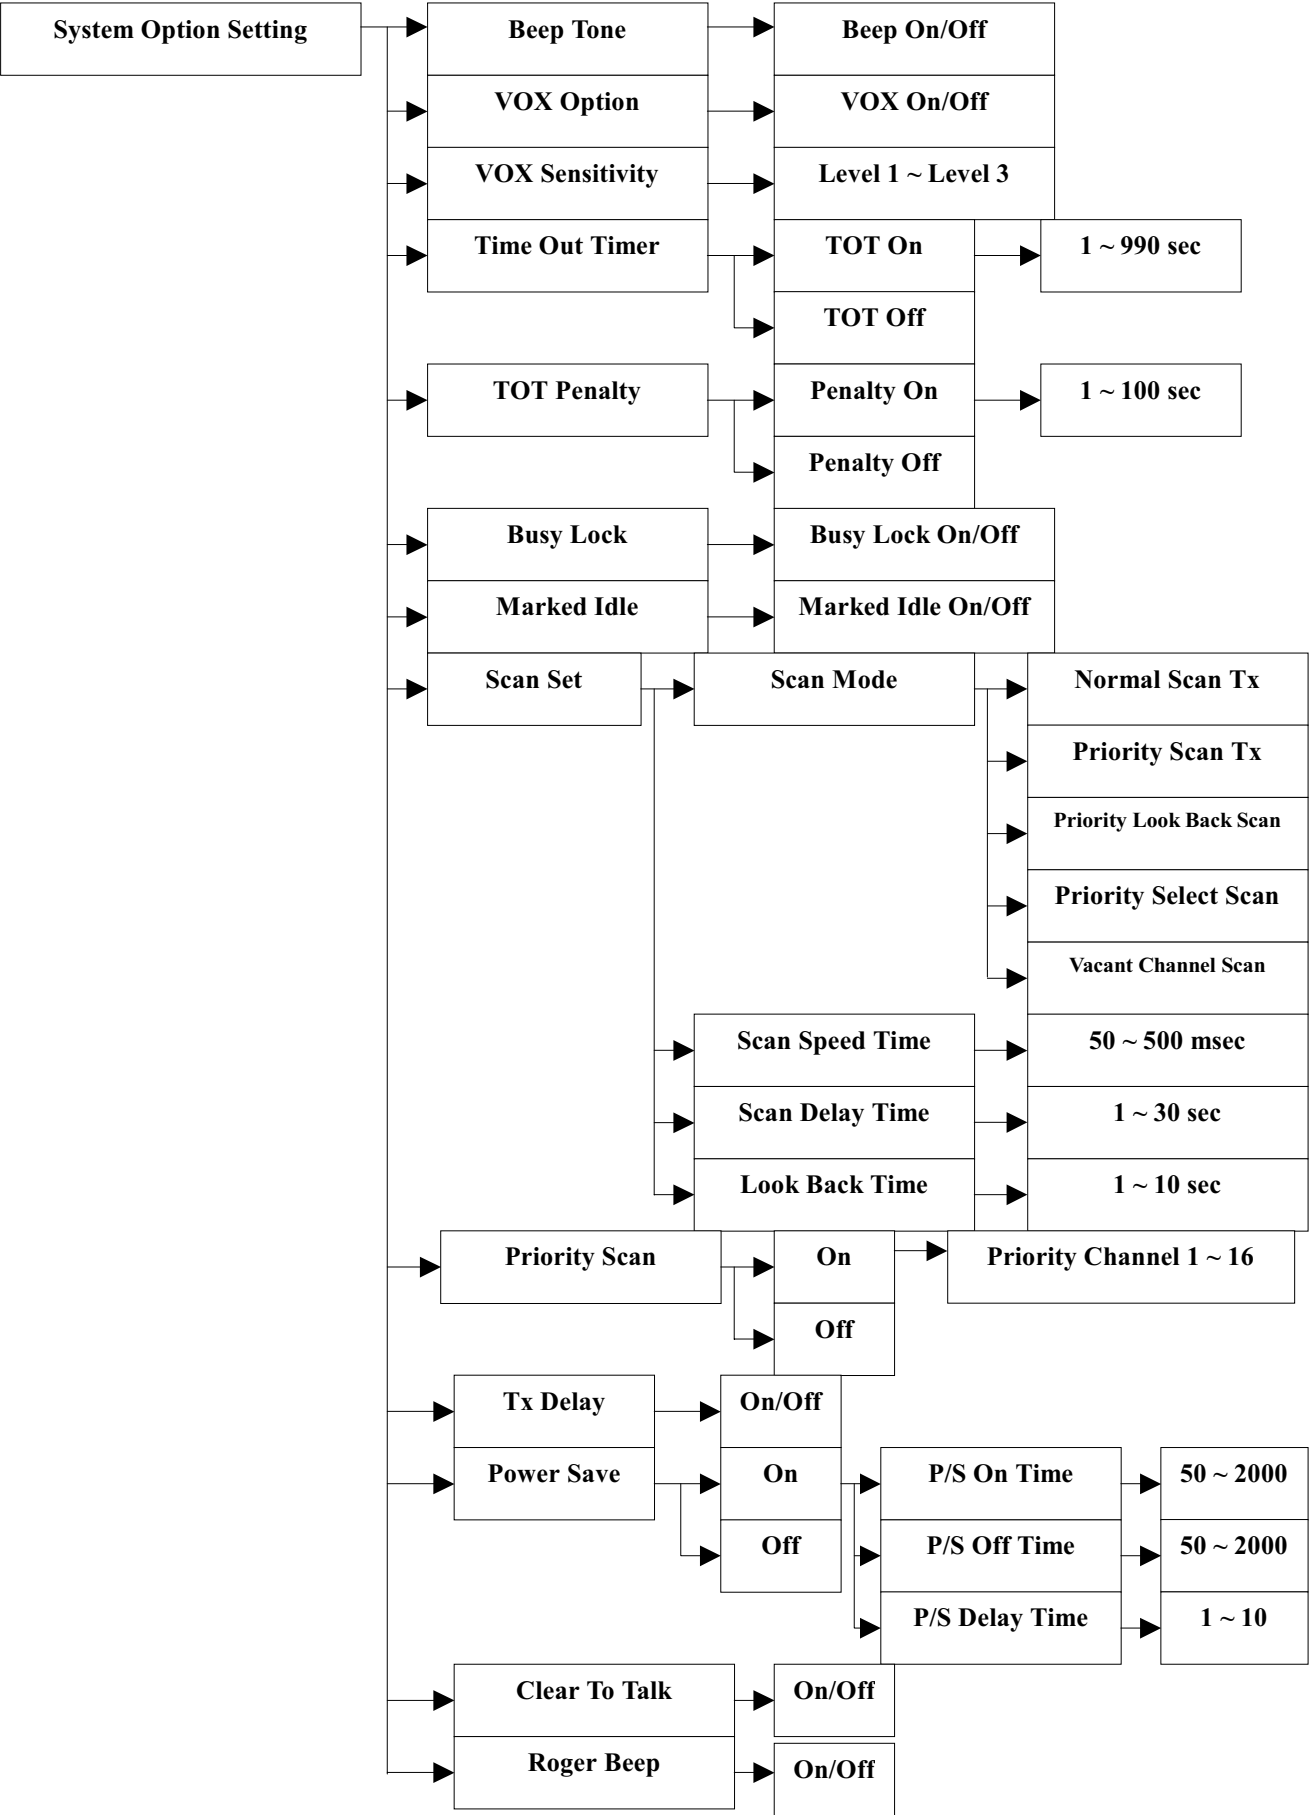 System Option Setting
Beep Tone
Beep On/Off
VOX Option
VOX On/Off
VOX Sensitivity
Level 1 ~ Level 3
Time Out Timer
TOT On
1 ~ 990 sec
TOT Off
TOT Penalty
Penalty On
1 ~ 100 sec
Penalty Off
Busy Lock
Busy Lock On/Off
Marked Idle
Marked Idle On/Off
Scan Set
Scan Mode
Normal Scan Tx
Priority Scan Tx
Priority Look Back Scan
Priority Select Scan
Vacant Channel Scan
Scan Speed Time
50 ~ 500 msec
Scan Delay Time
1 ~ 30 sec
Look Back Time
1 ~ 10 sec
Priority Scan
On
Priority Channel 1 ~ 16
Off
Tx Delay
On/Off
Power Save
On
P/S On Time
50 ~ 2000
Off
P/S Off Time
50 ~ 2000
P/S Delay Time
1 ~ 10
Clear To Talk
On/Off
Roger Beep
On/Off